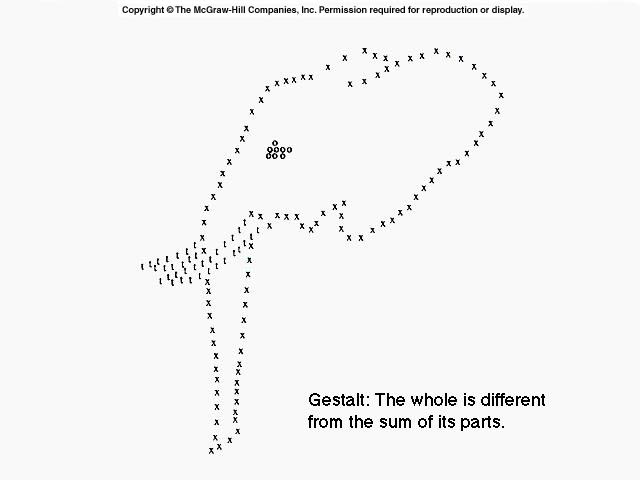 Copyright © The McGraw-Hill Companies, Inc. Permission required for reproduction or display.
Gestalt: The whole is different
from the sum of its parts.